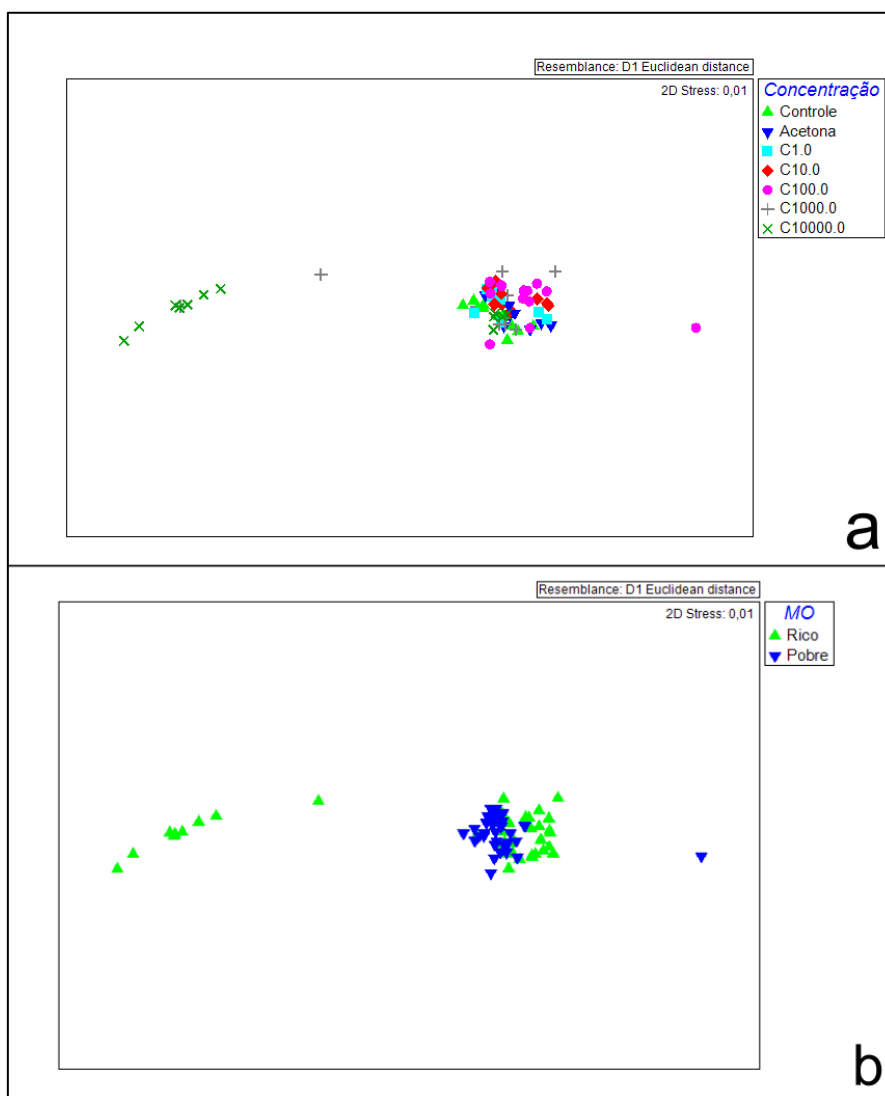 Resemblance: D1 Euclidean distance
2D Stress: 0,01
Concentração
Controle
Acetona
C1.0
C10.0
C100.0
C1000.0
C10000.0
a
Resemblance: D1 Euclidean distance
2D Stress: 0,01
MO
Rico
Pobre
b